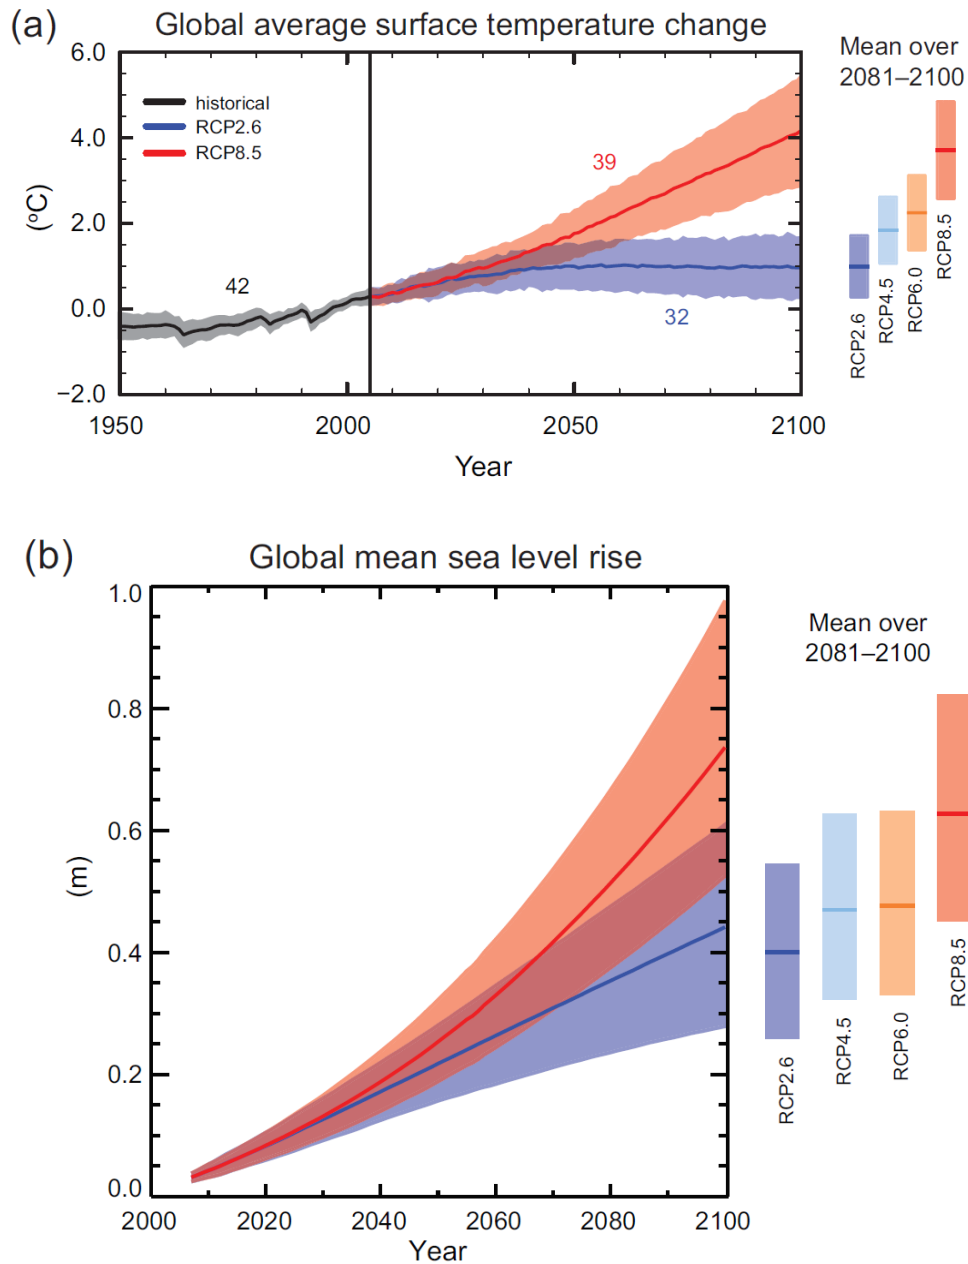 (a)
Global average surface temperature change
6.0
4.0
2.0
0.0
−2.0
(°C)
historical
RCP2.6
RCP8.5
42
39
32
1950
2000
2050
2100
Year
Mean over
2081–2100
RCP2.6
RCP4.5
RCP6.0
RCP8.5
(b)
Global mean sea level rise
1.0
0.8
0.6
0.4
0.2
0.0
(m)
2000
2020
2040
2060
2080
2100
Year
Mean over
2081–2100
RCP2.6
RCP4.5
RCP6.0
RCP8.5